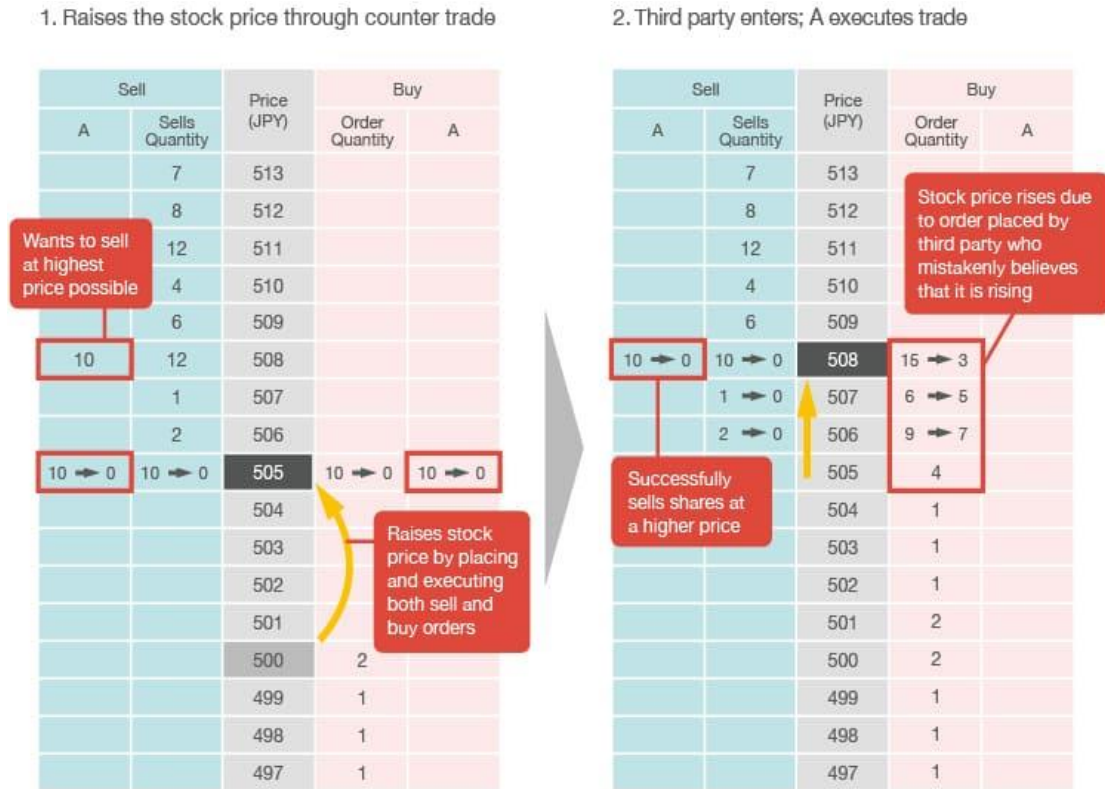 1. Raises the stock price through counter trade
Sell
Price
(JPY)
Buy
A
Sells
Quantity
Order
Quantity
A
7 513
8 512
12 511
4 510
6 509
10 12 508
1 507
2 506
10 ➡ 0 10 ➡ 0 505 10 ➡ 0 10 ➡ 0
504
503
502
501
500 2
499 1
498 1
497 1
Wants to sell
at highest
price possible
Raises stock
price by placing
and executing
both sell and
buy orders
2. Third party enters; A executes trade
Sell
Price
(JPY)
Buy
A
Sells
Quantity
Order
Quantity
A
7 513
8 512
12 511
4 510
6 509
10 ➡ 0 10 ➡ 0 508 15 ➡ 3
1 ➡ 0 507 6 ➡ 5
2 ➡ 0 506 9 ➡ 7
505 4
504 1
503 1
502 1
501 2
500 2
499 1
498 1
497 1
Stock price rises due
to order placed by
third party who
mistakenly believes
that it is rising
Successfully
sells shares at
a higher price